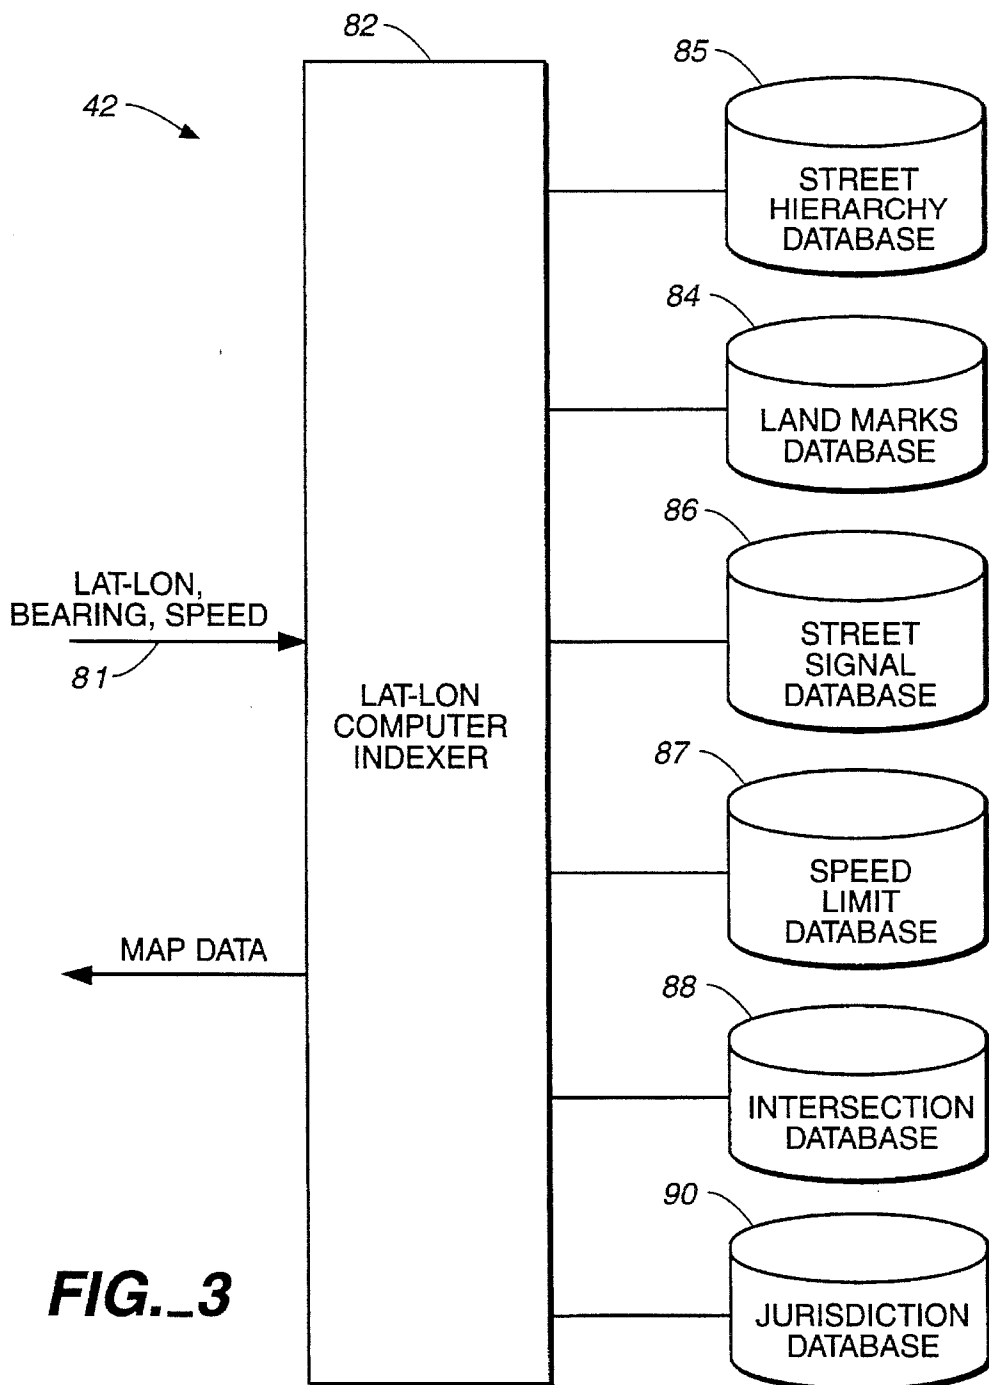 82
85
42
STREET
HIERARCHY
DATABASE
84
LAND MARKS
DATABASE
86
LAT-LON,
BEARING, SPEED
81
STREET
SIGNAL
DATABASE
LAT-LON
COMPUTER
INDEXER
87
SPEED
LIMIT
DATABASE
MAP DATA
88
INTERSECTION
DATABASE
90
FIG._3
JURISDICTION
DATABASE